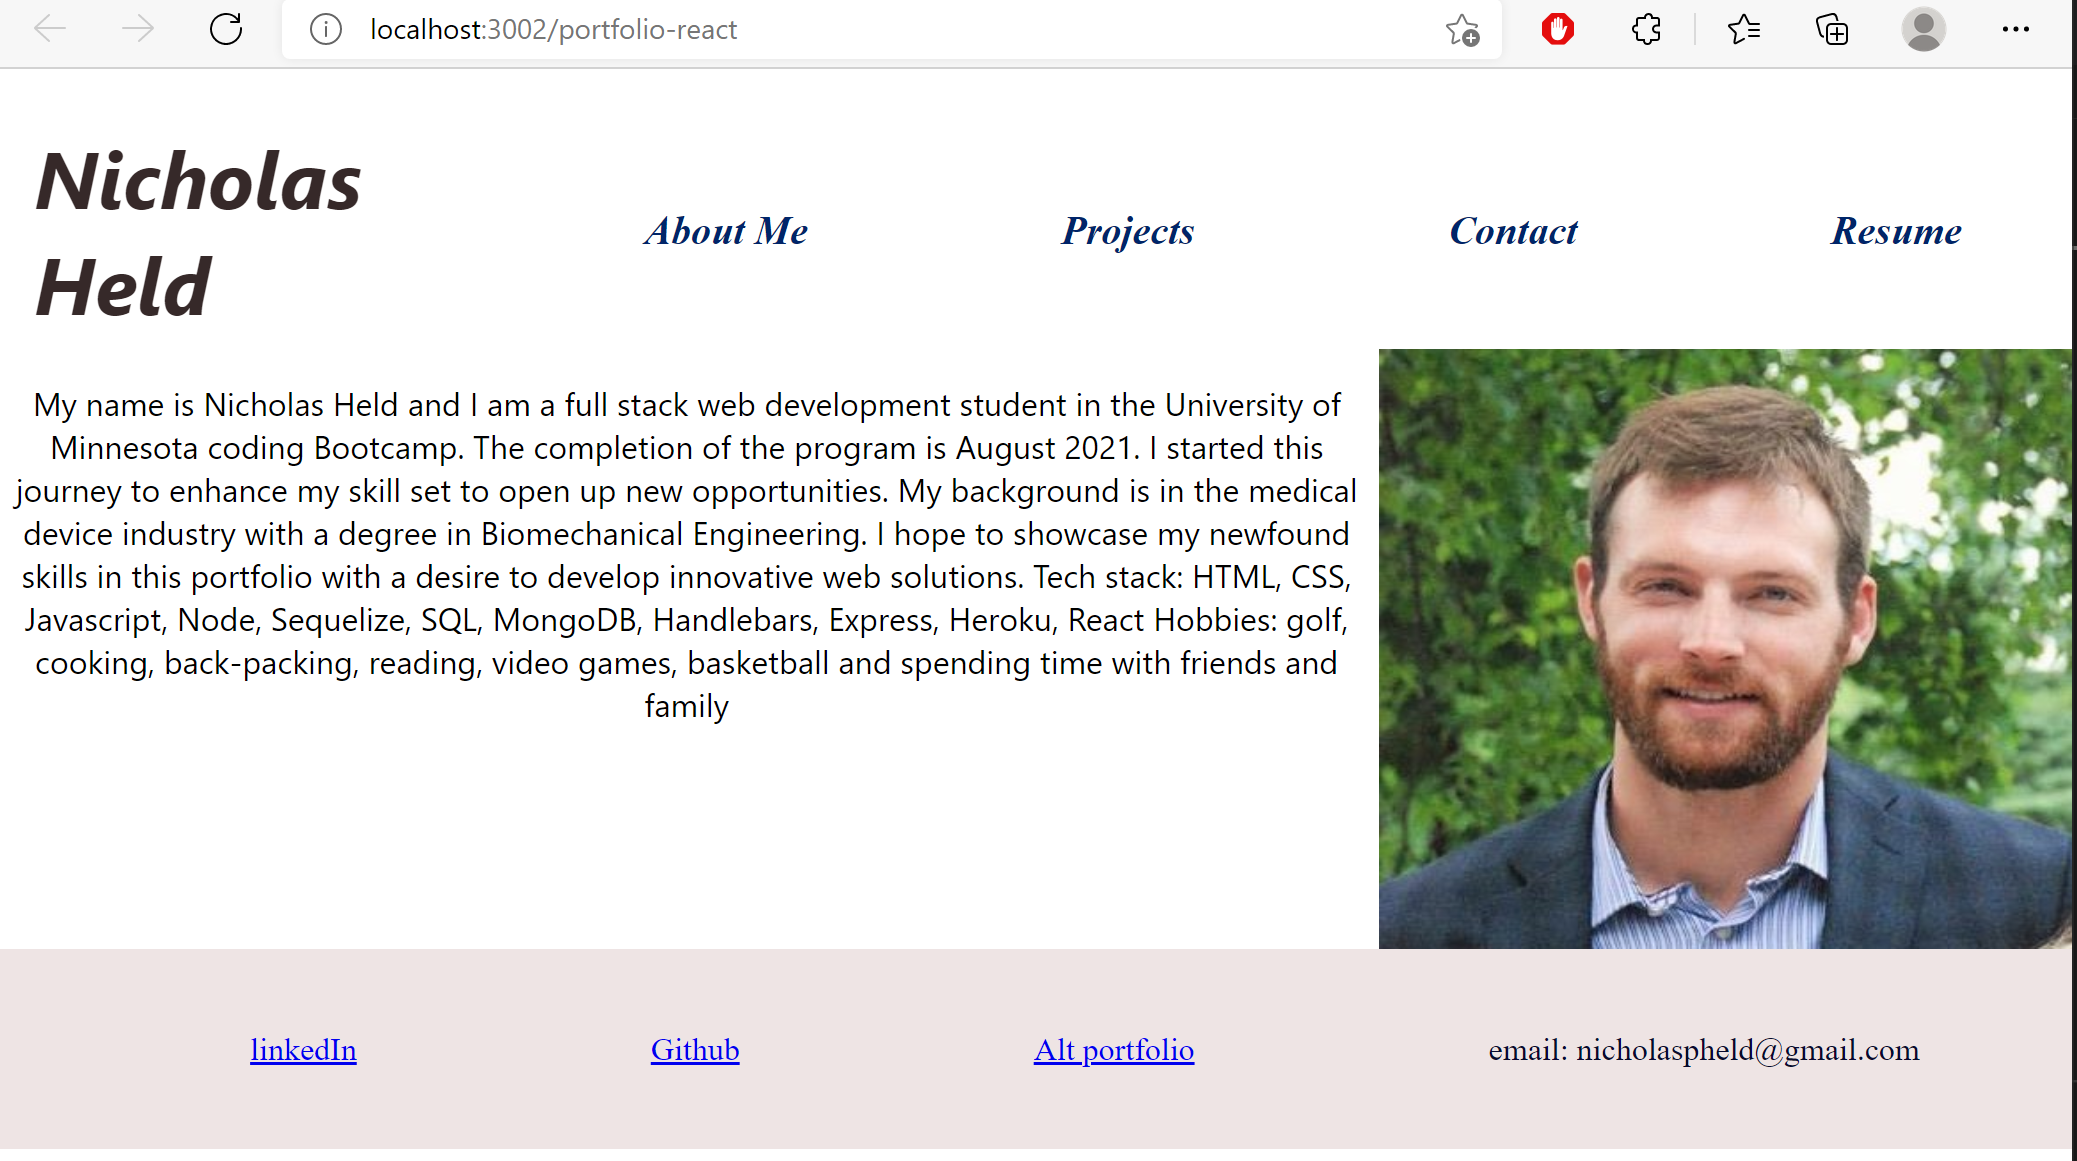 localhost:3002/portfolio-react
Nicholas
Held
About Me
Projects
Contact
Resume
My name is Nicholas Held and I am a full stack web development student in the University of
Minnesota coding Bootcamp. The completion of the program is August 2021. I started this
journey to enhance my skill set to open up new opportunities. My background is in the medical
device industry with a degree in Biomechanical Engineering. I hope to showcase my newfound
skills in this portfolio with a desire to develop innovative web solutions. Tech stack: HTML, CSS,
Javascript, Node, Sequelize, SQL, MongoDB, Handlebars, Express, Heroku, React Hobbies: golf,
cooking, back-packing, reading, video games, basketball and spending time with friends and
family
linkedIn
Github
Alt portfolio
email: nicholaspheld@gmail.com